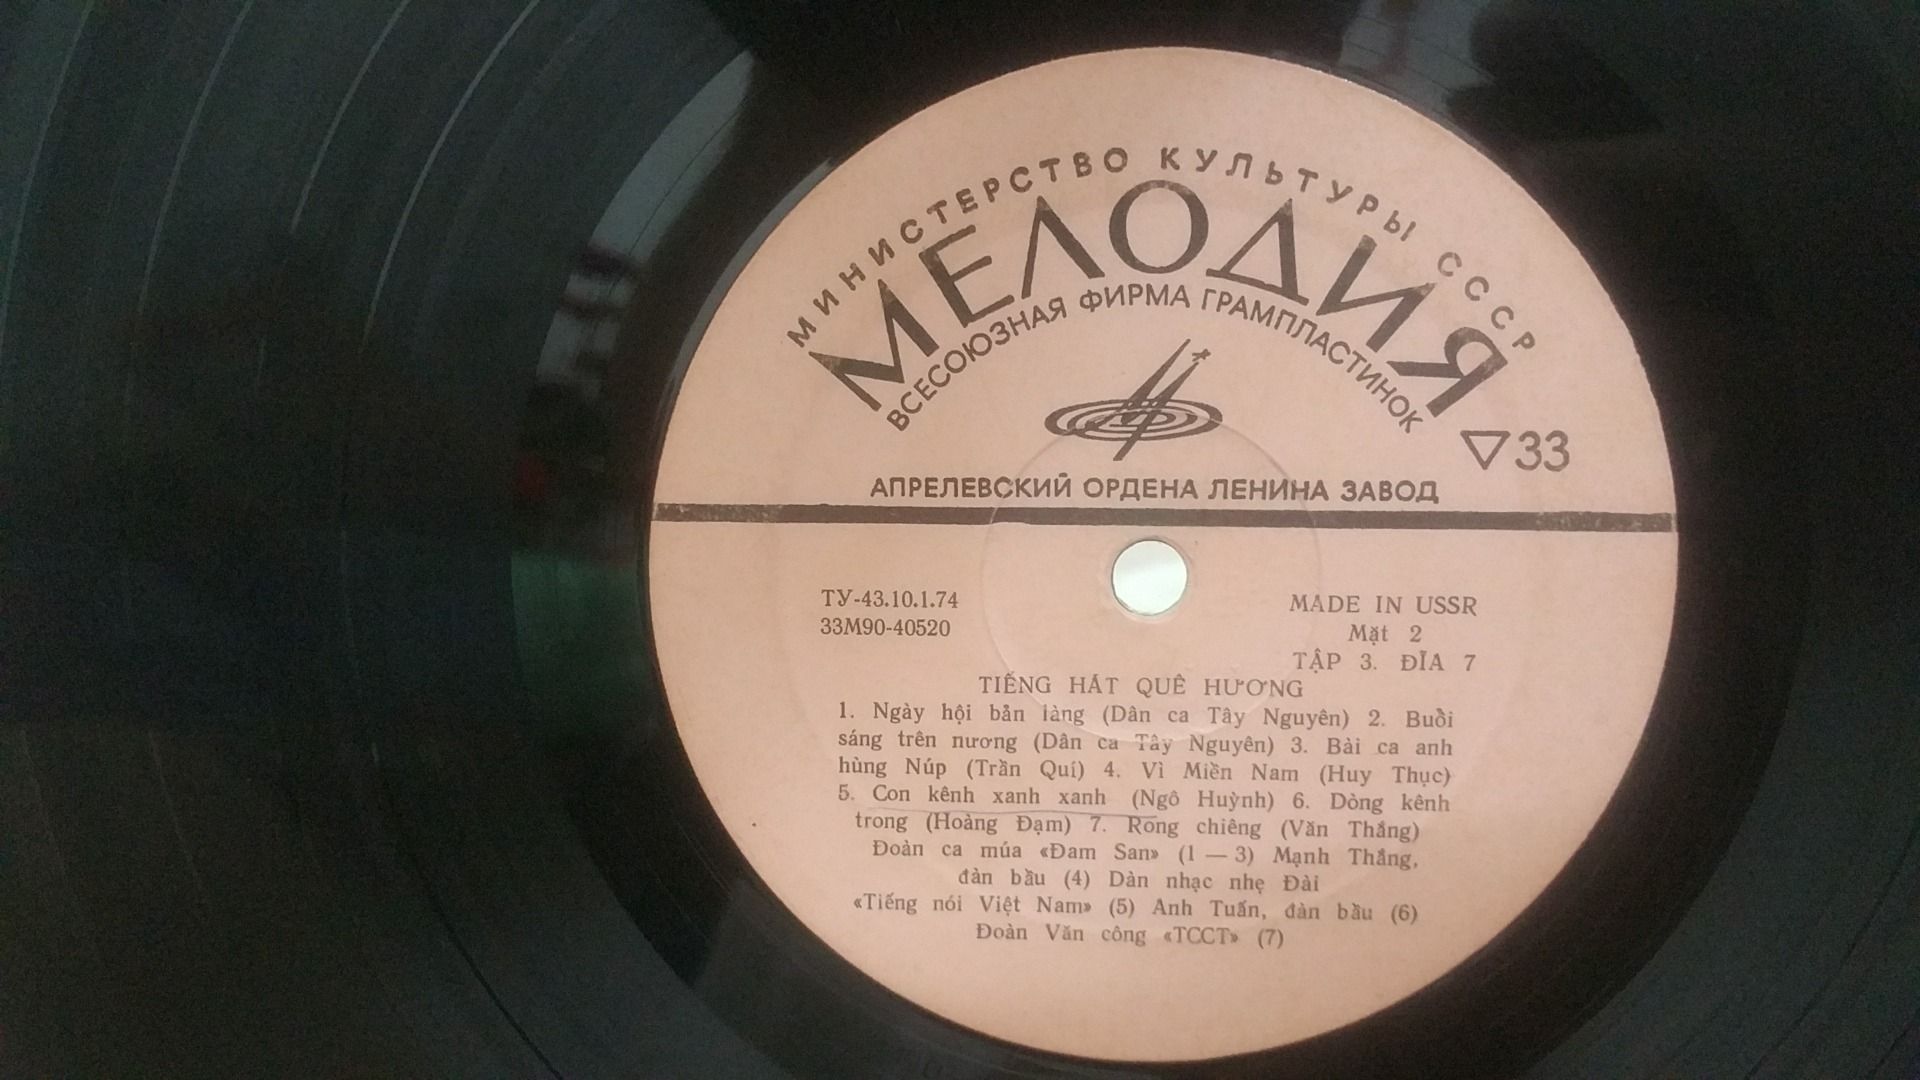 МИНИСТЕРСТВО КУЛЬТУРЫ СССР
МЕЛОДИЯ
ВСЕСОЮЗНАЯ ФИРМА ГРАМПЛАСТИНОК
▽33
АПРЕЛЕВСКИЙ ОРДЕНА ЛЕНИНА ЗАВОД
ТУ-43.10.1.74
33М90-40520
MADE IN USSR
Mặt 2
TẬP 3. ĐĨA 7
TIẾNG HÁT QUÊ HƯƠNG
1. Ngày hội bản làng (Dân ca Tây Nguyên) 2. Buổi
sáng trên nương (Dân ca Tây Nguyên) 3. Bài ca anh
hùng Núp (Trần Quí) 4. Vì Miền Nam (Huy Thục)
5. Con kênh xanh xanh (Ngô Huỳnh) 6. Dòng kênh
trong (Hoàng Đạm) 7. Rông chiêng (Văn Thắng)
Đoàn ca múa «Đam San» (1 — 3) Mạnh Thắng,
đàn bầu (4) Dàn nhạc nhẹ Đài
«Tiếng nói Việt Nam» (5) Anh Tuấn, đàn bầu (6)
Đoàn Văn công «TCCT» (7)